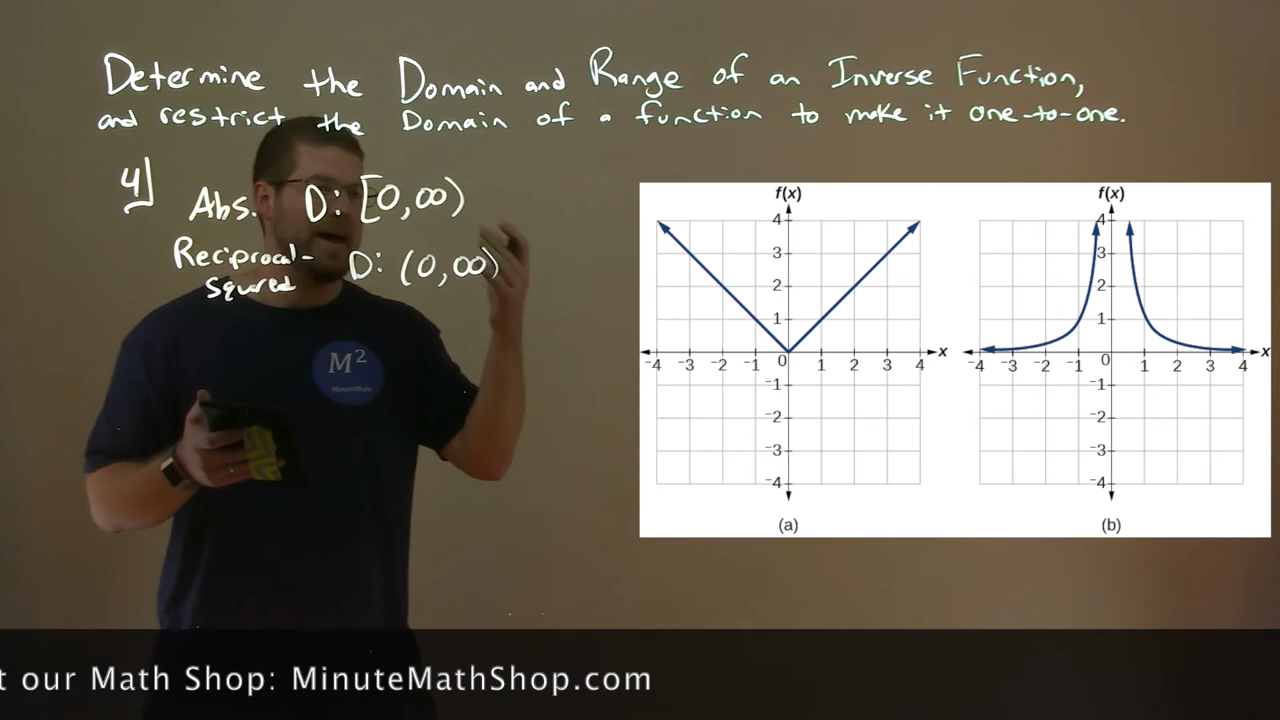 Determine the Domain and Range of an Inverse Function,
and restrict the Domain of a function to make it one-to-one.
4)
Abs. D: [0,∞)
Reciprocal- D: (0,∞)
Squared
M²
MinuteMath
f(x)
4
3
2
1
-4 -3 -2 -1 0 1 2 3 4 x
-1
-2
-3
-4
(a)
f(x)
4
3
2
1
-4 -3 -2 -1 0 1 2 3 4 x
-1
-2
-3
-4
(b)
t our Math Shop: MinuteMathShop.com